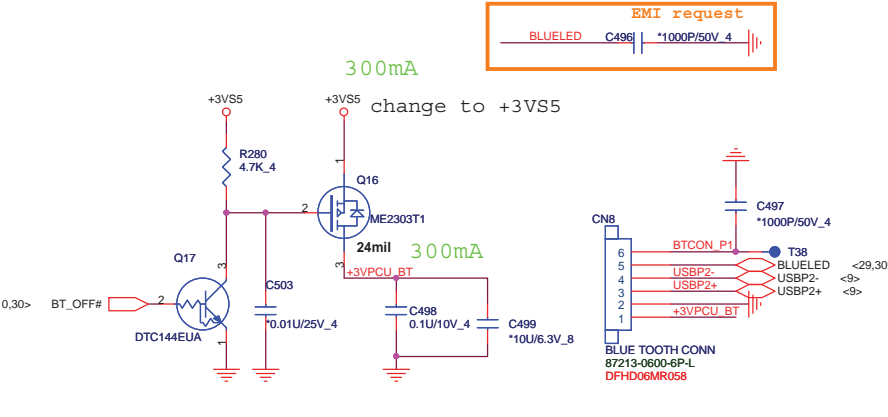 EMI request
BLUELED
C496
*1000P/50V_4
300mA
+3VS5
+3VS5
change to +3VS5
R280
4.7K_4
1
Q16
2
ME2303T1
24mil
3
300mA
+3VPCU_BT
Q17
3
0,30>
BT_OFF#
2
DTC144EUA
1
C503
*0.01U/25V_4
C498
0.1U/10V_4
C499
*10U/6.3V_8
C497
*1000P/50V_4
CN8
6
BTCON_P1
T38
5
BLUELED
<29,30
4
USBP2-
USBP2-
<9>
3
USBP2+
USBP2+
<9>
2
1
+3VPCU_BT
BLUE TOOTH CONN
87213-0600-6P-L
DFHD06MR058